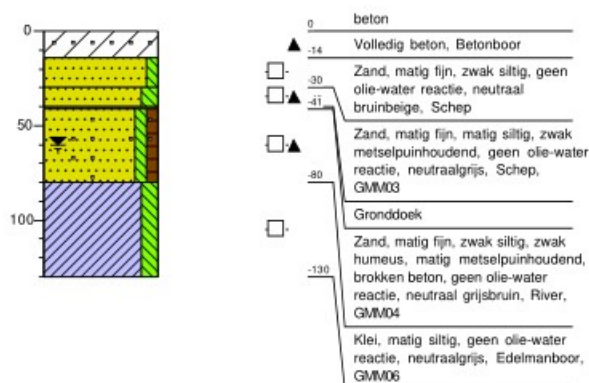 0
beton
0
-14
Volledig beton, Betonboor
Zand, matig fijn, zwak siltig, geen
olie-water reactie, neutraal
bruinbeige, Schep
-30
-41
50
Zand, matig fijn, matig siltig, zwak
metselpuinhoudend, geen olie-water
reactie, neutraalgrijs, Schep,
GMM03
-80
Gronddoek
100
Zand, matig fijn, zwak siltig, zwak
humeus, matig metselpuinhoudend,
brokken beton, geen olie-water
reactie, neutraal grijsbruin, River,
GMM04
-130
Klei, matig siltig, geen olie-water
reactie, neutraalgrijs, Edelmanboor,
GMM06